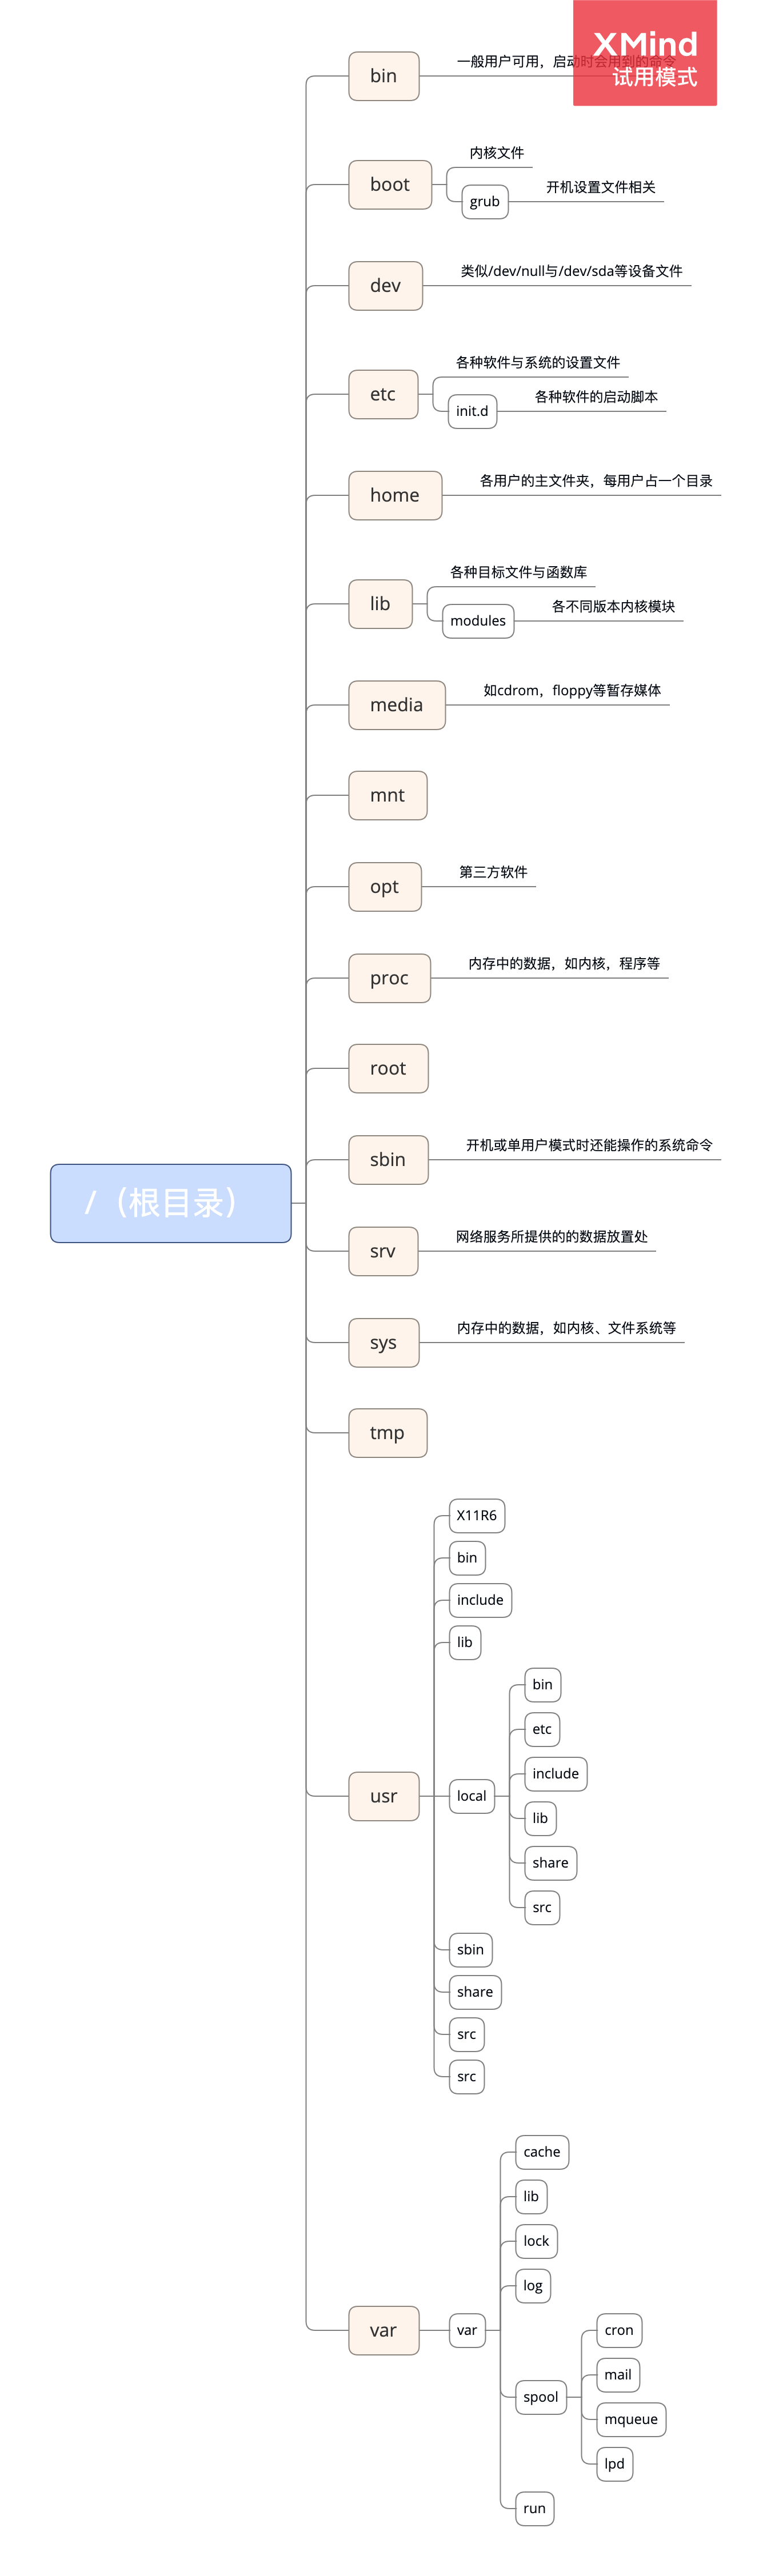 XMind
试用模式
bin
一般用户可用，启动时会用到的命令
boot
内核文件
grub
开机设置文件相关
dev
类似/dev/null与/dev/sda等设备文件
etc
各种软件与系统的设置文件
init.d
各种软件的启动脚本
home
各用户的主文件夹，每用户占一个目录
lib
各种目标文件与函数库
modules
各不同版本内核模块
media
如cdrom，floppy等暂存媒体
mnt
opt
第三方软件
proc
内存中的数据，如内核，程序等
root
sbin
开机或单用户模式时还能操作的系统命令
/（根目录）
srv
网络服务所提供的的数据放置处
sys
内存中的数据，如内核、文件系统等
tmp
usr
X11R6
bin
include
lib
local
bin
etc
include
lib
share
src
sbin
share
src
src
var
var
cache
lib
lock
log
spool
cron
mail
mqueue
lpd
run